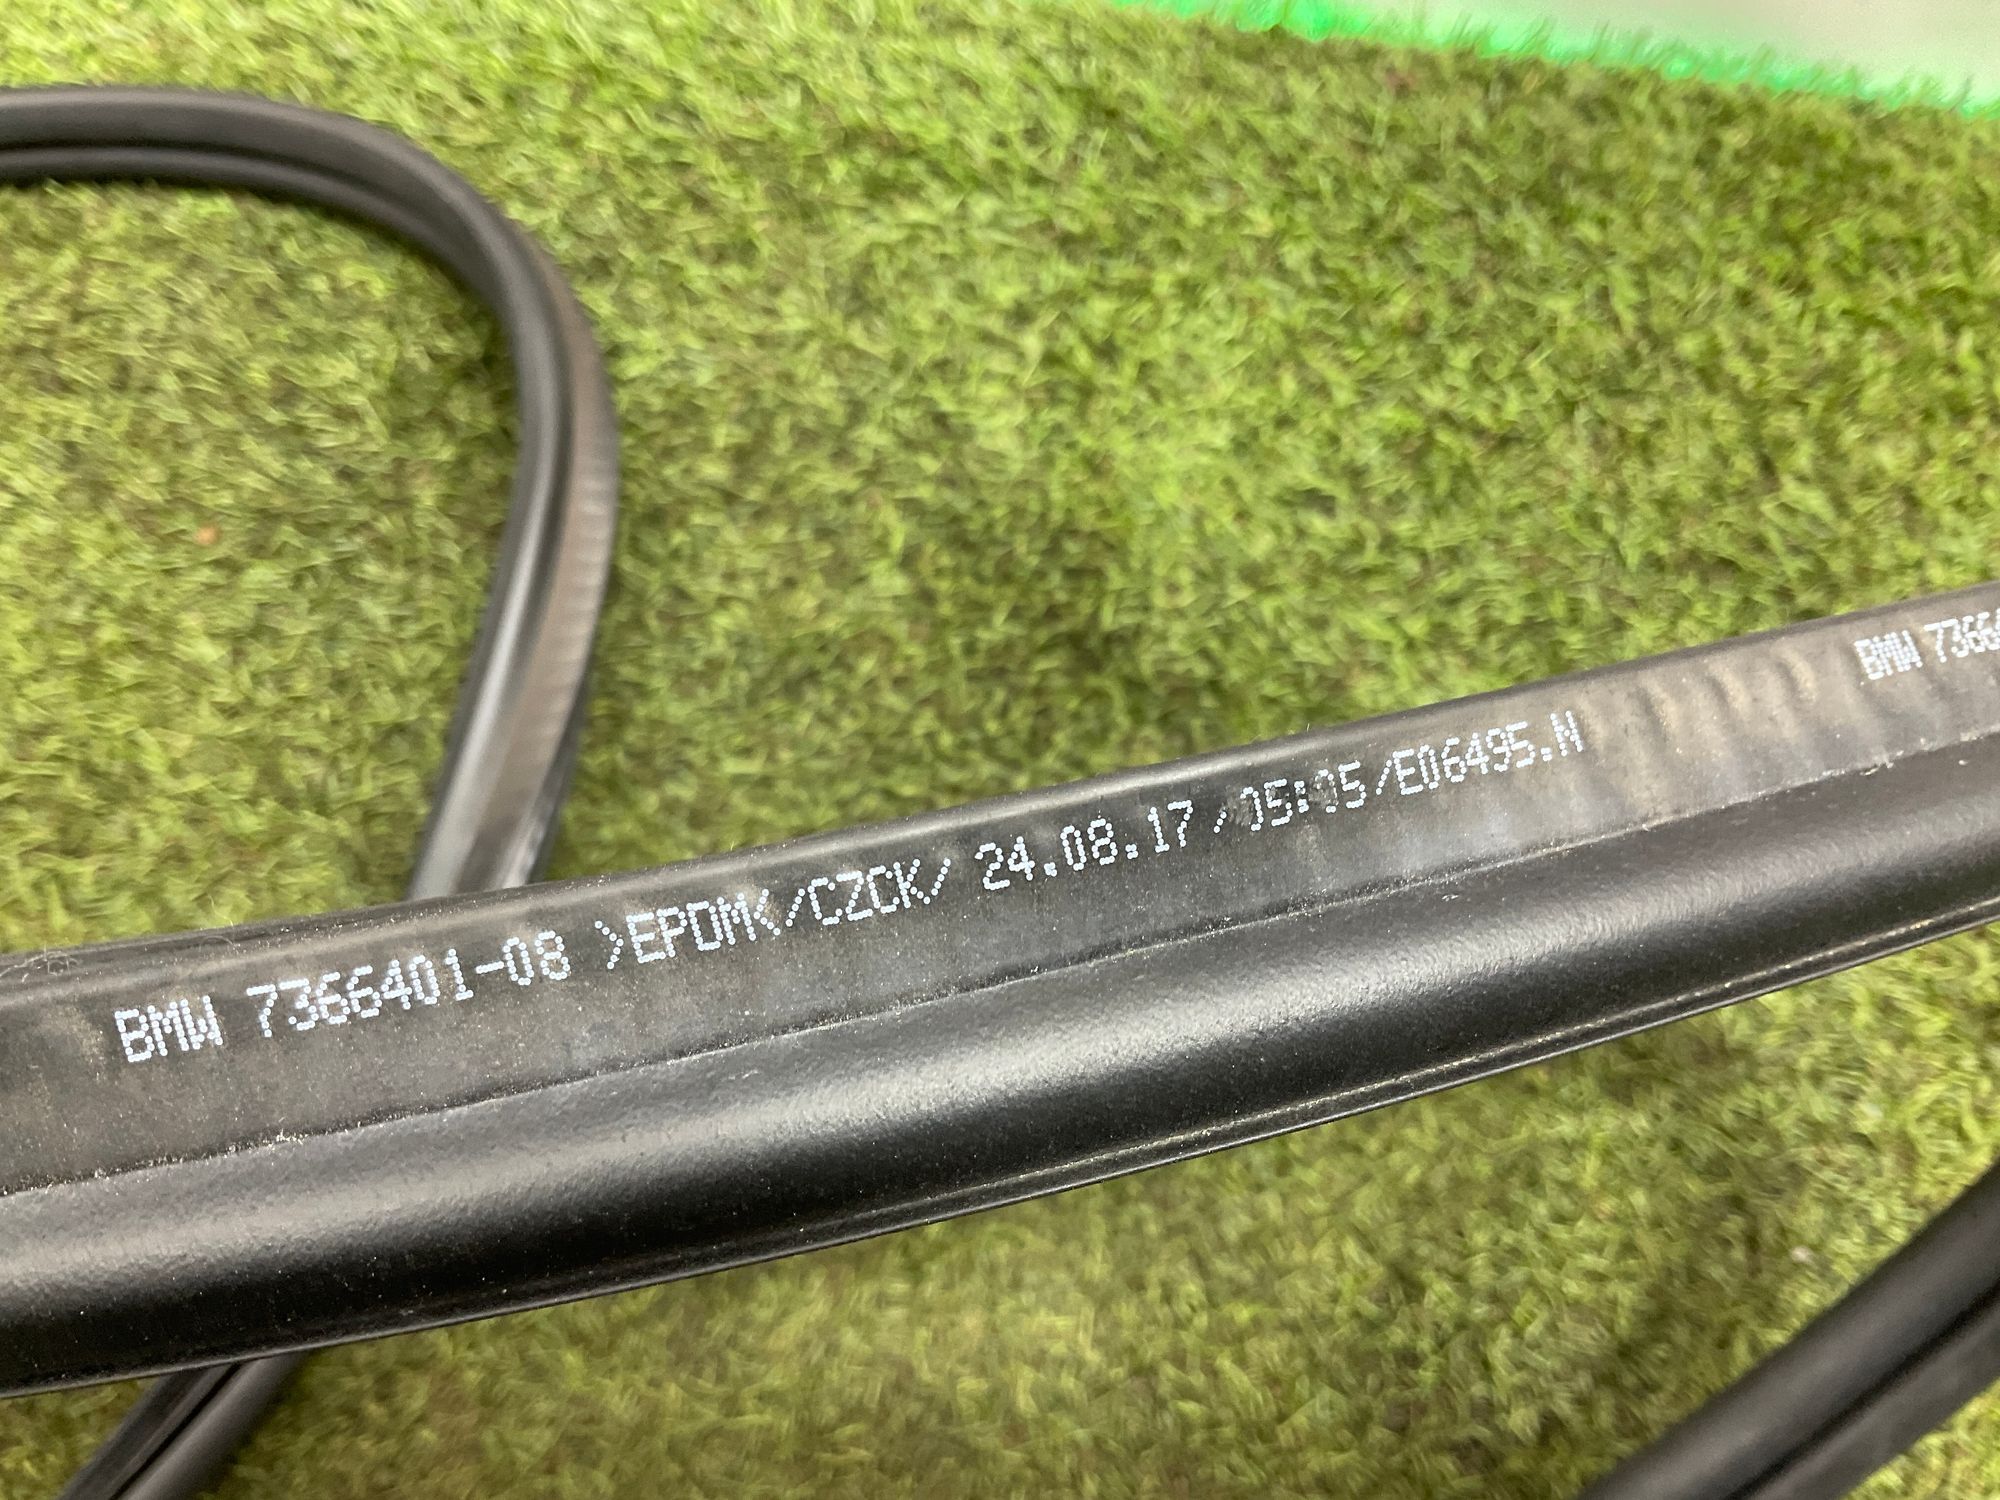 BMW 7366401-08 >EPDM</CZCK/ 24.08.17 /05:05/E06495.N
BMW 7366